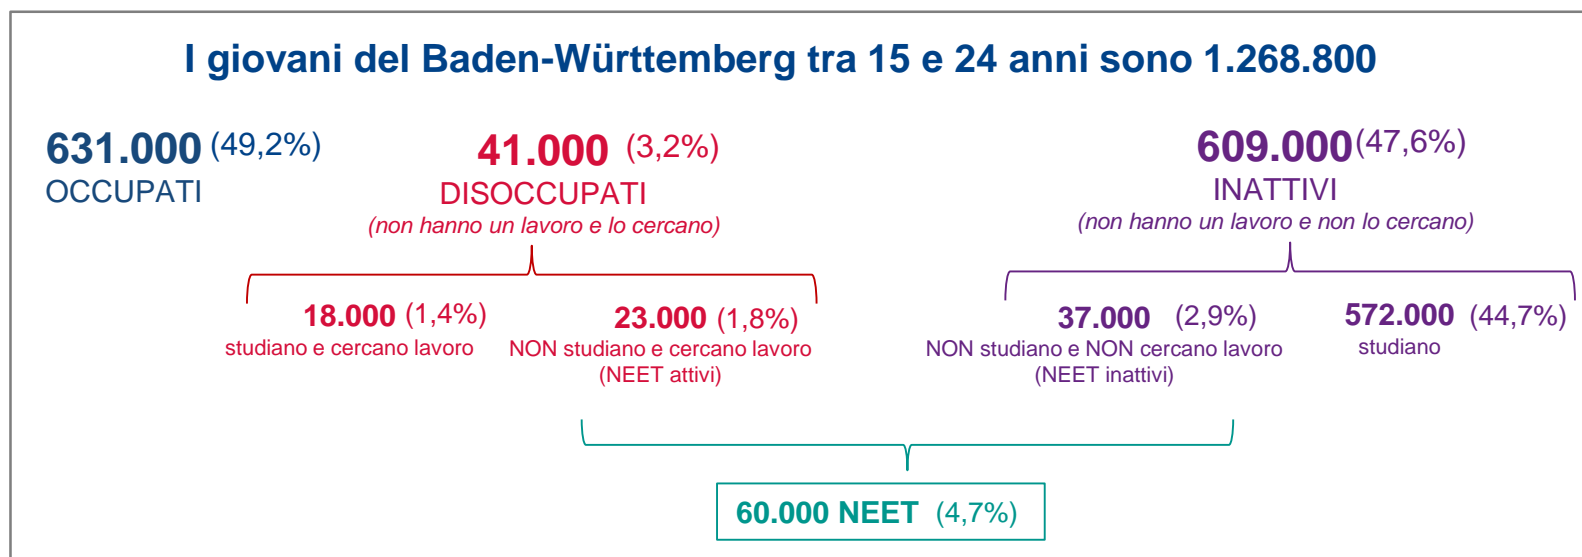 I giovani del Baden-Württemberg tra 15 e 24 anni sono 1.268.800
631.000 (49,2%)
OCCUPATI
41.000 (3,2%)
DISOCCUPATI
(non hanno un lavoro e lo cercano)
609.000 (47,6%)
INATTIVI
(non hanno un lavoro e non lo cercano)
18.000 (1,4%)
studiano e cercano lavoro
23.000 (1,8%)
NON studiano e cercano lavoro
(NEET attivi)
37.000 (2,9%)
NON studiano e NON cercano lavoro
(NEET inattivi)
572.000 (44,7%)
studiano
60.000 NEET (4,7%)